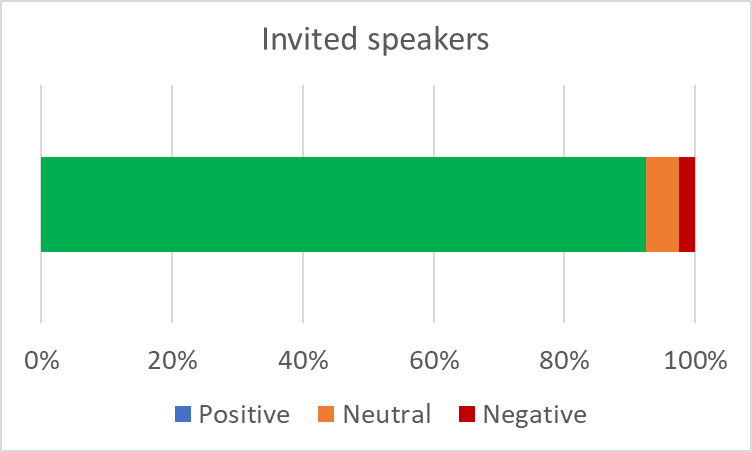 Invited speakers
0% 20% 40% 60% 80% 100%
Positive Neutral Negative